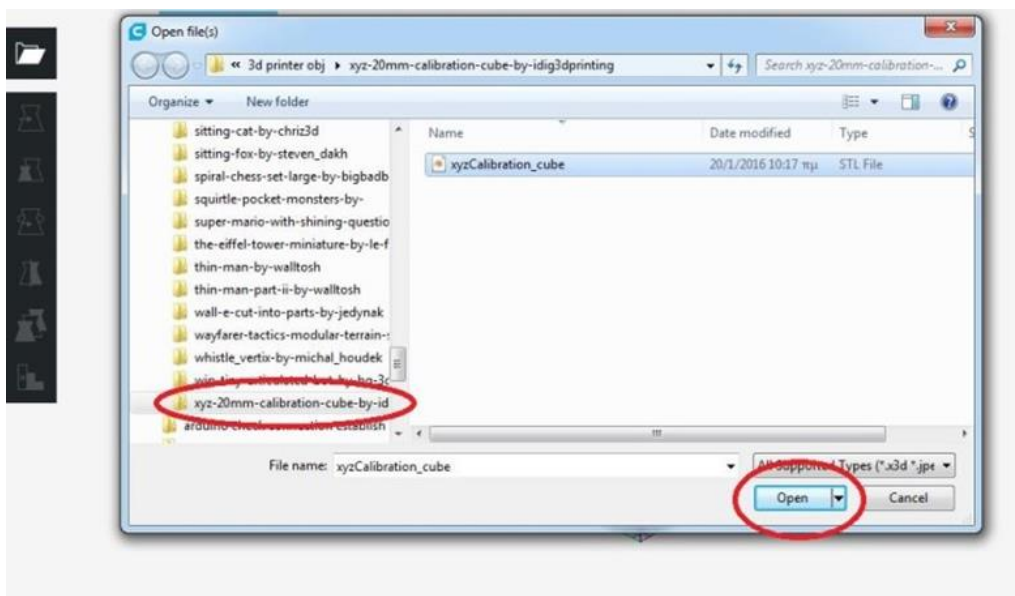 Open file(s)
« 3d printer obj ▸ xyz-20mm-calibration-cube-by-idig3dprinting
Search xyz-20mm-calibration-...
Organize
New folder
sitting-cat-by-chriz3d
sitting-fox-by-steven_dakh
spiral-chess-set-large-by-bigbadb
squirtle-pocket-monsters-by-
super-mario-with-shining-questio
the-eiffel-tower-miniature-by-le-f
thin-man-by-walltosh
thin-man-part-ii-by-walltosh
wall-e-cut-into-parts-by-jedynak
wayfarer-tactics-modular-terrain-
whistle_vertix-by-michal_houdek
xyz-20mm-calibration-cube-by-id
arduino check connection establish
Name Date modified Type S
xyzCalibration_cube 20/1/2016 10:17 πμ STL File
File name: xyzCalibration_cube
All Supported Types (*.x3d *.jpe
Open Cancel